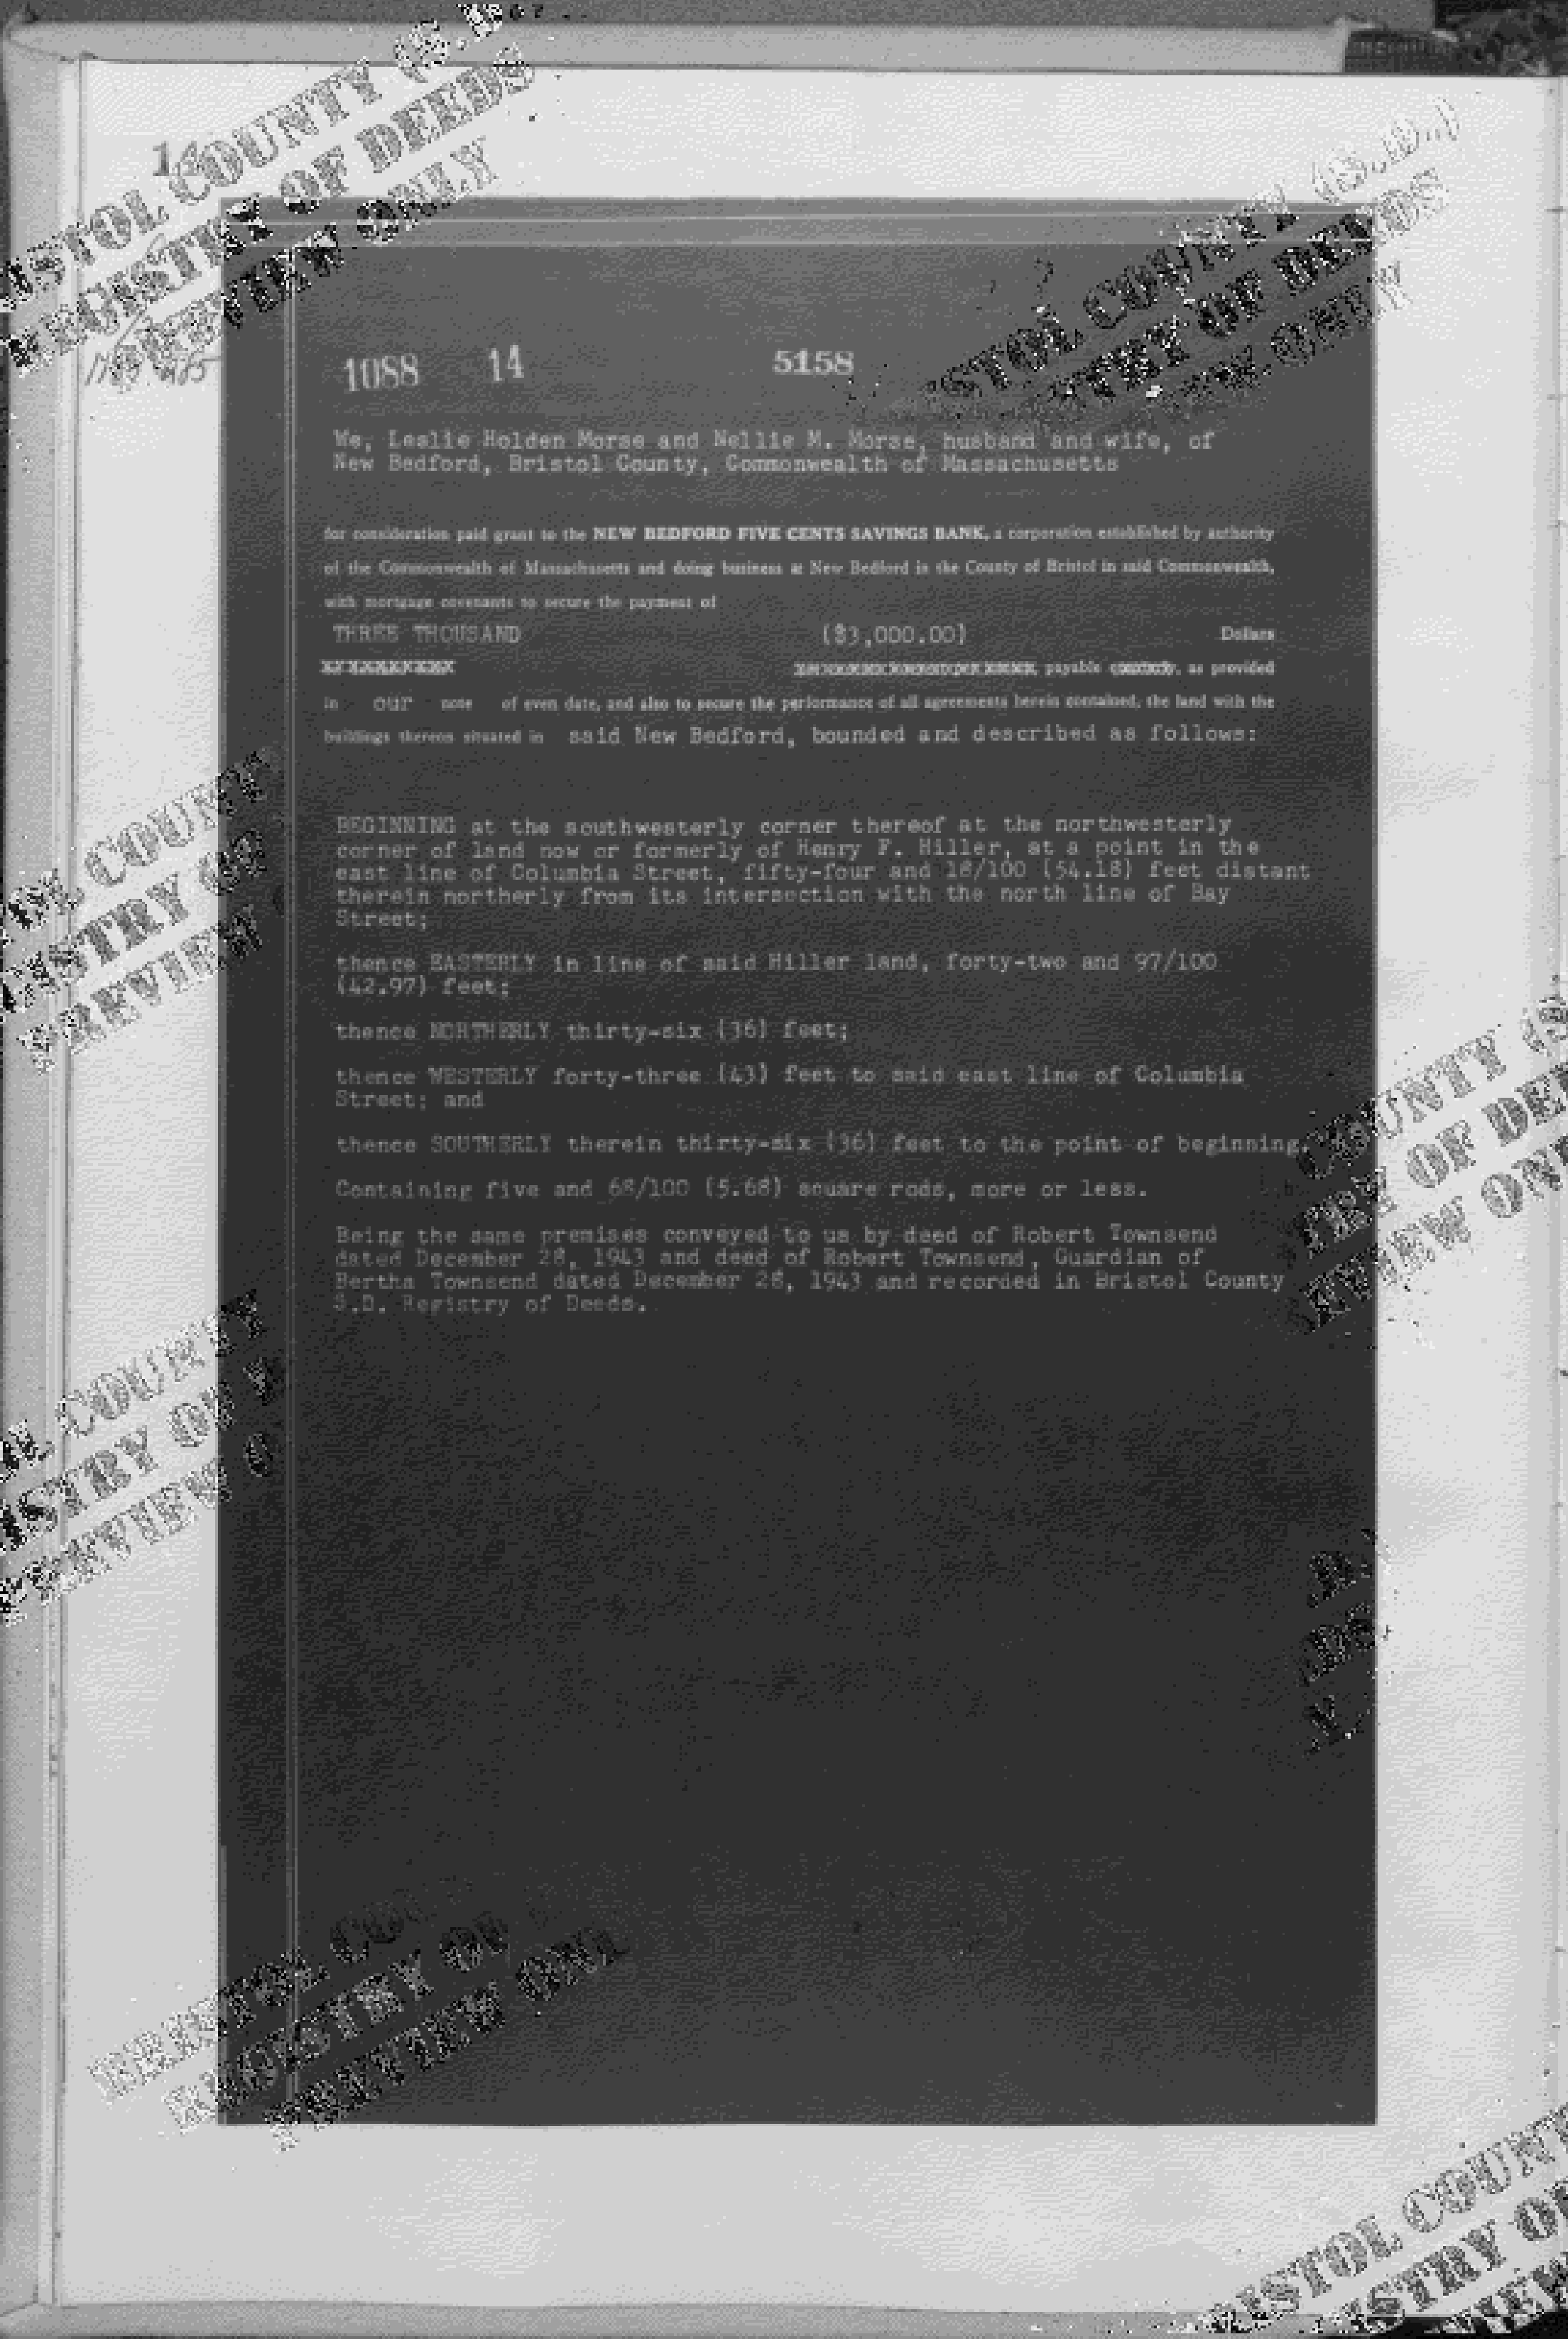 BRISTOL COUNTY (S.D.)
REGISTRY OF DEEDS
PREVIEW ONLY
1088 14 5158
We, Leslie Holden Morse and Nellie M. Morse, husband and wife, of
New Bedford, Bristol County, Commonwealth of Massachusetts
for consideration paid grant to the NEW BEDFORD FIVE CENTS SAVINGS BANK, a corporation established by authority
of the Commonwealth of Massachusetts and doing business at New Bedford in the County of Bristol in said Commonwealth,
with mortgage covenants to secure the payment of
THREE THOUSAND ($3,000.00) Dollars
payable as provided
in our note of even date, and also to secure the performance of all agreements herein contained, the land with the
buildings thereon situated in said New Bedford, bounded and described as follows:
BEGINNING at the southwesterly corner thereof at the northwesterly
corner of land now or formerly of Henry F. Hiller, at a point in the
east line of Columbia Street, fifty-four and 18/100 (54.18) feet distant
therein northerly from its intersection with the north line of Bay
Street;
thence EASTERLY in line of said Hiller land, forty-two and 97/100
(42.97) feet;
thence NORTHERLY thirty-six (36) feet;
thence WESTERLY forty-three (43) feet to said east line of Columbia
Street; and
thence SOUTHERLY therein thirty-six (36) feet to the point of beginning.
Containing five and 68/100 (5.68) square rods, more or less.
Being the same premises conveyed to us by deed of Robert Townsend
dated December 28, 1943 and deed of Robert Townsend, Guardian of
Bertha Townsend dated December 28, 1943 and recorded in Bristol County
S.D. Registry of Deeds.